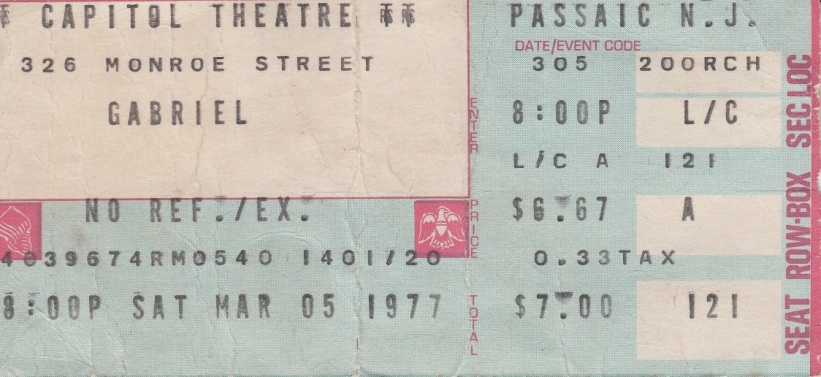 CAPITOL THEATRE
326 MONROE STREET
GABRIEL
NO REF./EX.
4039674RM0540 1401/20
8:00P SAT MAR 05 1977
ENTER
PRICE
TOTAL
PASSAIC N.J.
DATE/EVENT CODE
305 200RCH
8:00P L/C
L/C A 121
$6.67 A
0.33TAX
$7.00 121
SEAT ROW-BOX SEC LOC